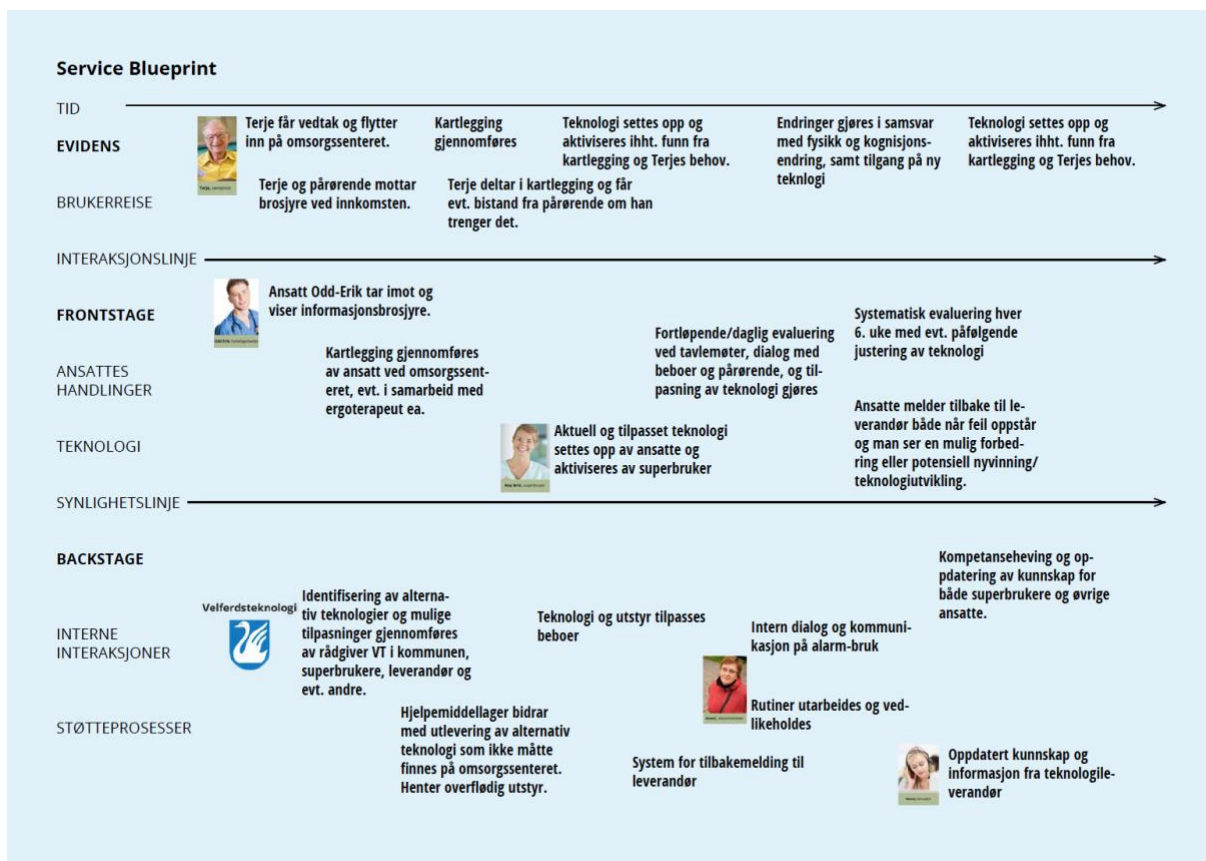 Service Blueprint
TID
EVIDENS
Terje får vedtak og flytter
inn på omsorgssenteret.
Kartlegging
gjennomføres
Teknologi settes opp og
aktiviseres ihht. funn fra
kartlegging og Terjes behov.
Endringer gjøres i samsvar
med fysikk og kognisjons-
endring, samt tilgang på ny
teknlogi
Teknologi settes opp og
aktiviseres ihht. funn fra
kartlegging og Terjes behov.
BRUKERREISE
Terje og pårørende mottar
brosjyre ved innkomsten.
Terje deltar i kartlegging og får
evt. bistand fra pårørende om han
trenger det.
INTERAKSJONSLINJE
FRONTSTAGE
Ansatt Odd-Erik tar imot og
viser informasjonsbrosjyre.
ANSATTES
HANDLINGER
Kartlegging gjennomføres
av ansatt ved omsorgssent-
eret, evt. i samarbeid med
ergoterapeut ea.
Fortløpende/daglig evaluering
ved tavlemøter, dialog med
beboer og pårørende, og til-
pasning av teknologi gjøres
Systematisk evaluering hver
6. uke med evt. påfølgende
justering av teknologi
TEKNOLOGI
Aktuell og tilpasset teknologi
settes opp av ansatte og
aktiviseres av superbruker
Ansatte melder tilbake til le-
verandør både når feil oppstår
og man ser en mulig forbed-
ring eller potensiell nyvinning/
teknologiutvikling.
SYNLIGHETSLINJE
BACKSTAGE
INTERNE
INTERAKSJONER
Velferdsteknologi
Identifisering av alterna-
tiv teknologier og mulige
tilpasninger gjennomføres
av rådgiver VT i kommunen,
superbrukere, leverandør og
evt. andre.
Teknologi og utstyr tilpasses
beboer
Intern dialog og kommuni-
kasjon på alarm-bruk
Kompetanseheving og op-
pdatering av kunnskap for
både superbrukere og øvrige
ansatte.
STØTTEPROSESSER
Hjelpemiddellager bidrar
med utlevering av alternativ
teknologi som ikke måtte
finnes på omsorgssenteret.
Henter overflødig utstyr.
System for tilbakemelding til
leverandør
Rutiner utarbeides og ved-
likeholdes
Oppdatert kunnskap og
informasjon fra teknologile-
verandør